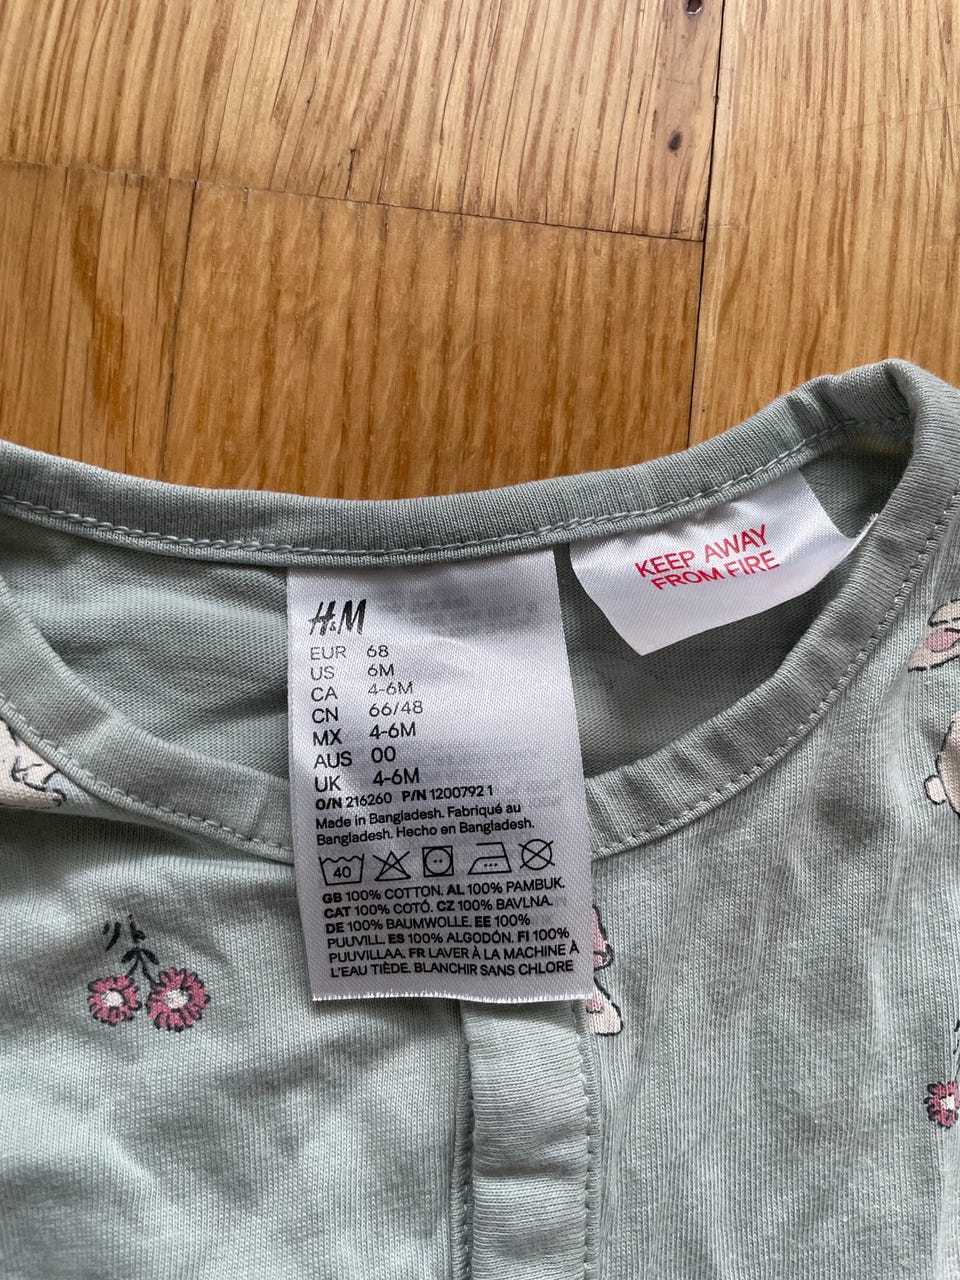 H&M
EUR 68
US 6M
CA 4-6M
CN 66/48
MX 4-6M
AUS 00
UK 4-6M
O/N 216260 P/N 1200792 1
Made in Bangladesh. Fabriqué au
Bangladesh. Hecho en Bangladesh.
40
GB 100% COTTON. AL 100% PAMBUK.
CAT 100% COTÓ. CZ 100% BAVLNA.
DE 100% BAUMWOLLE. EE 100%
PUUVILL. ES 100% ALGODÓN. FI 100%
PUUVILLAA. FR LAVER À LA MACHINE À
L'EAU TIÈDE. BLANCHIR SANS CHLORE
KEEP AWAY
FROM FIRE